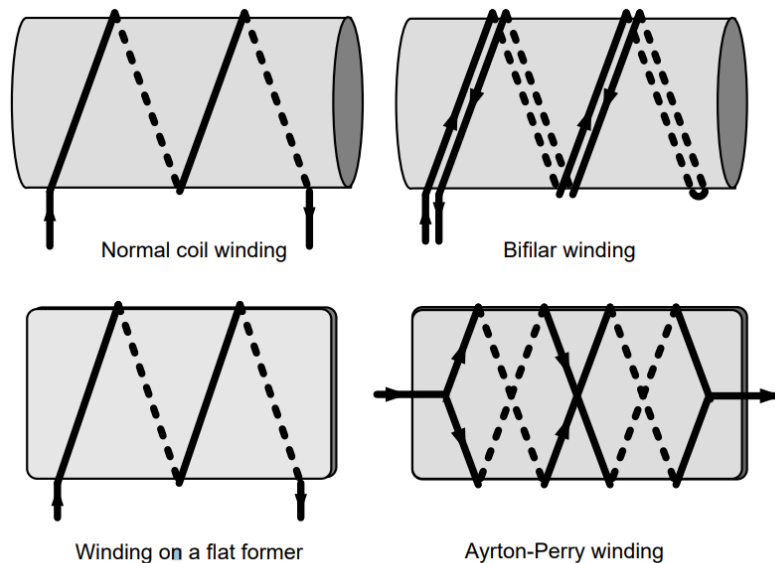 Normal coil winding
Bifilar winding
Winding on a flat former
Ayrton-Perry winding